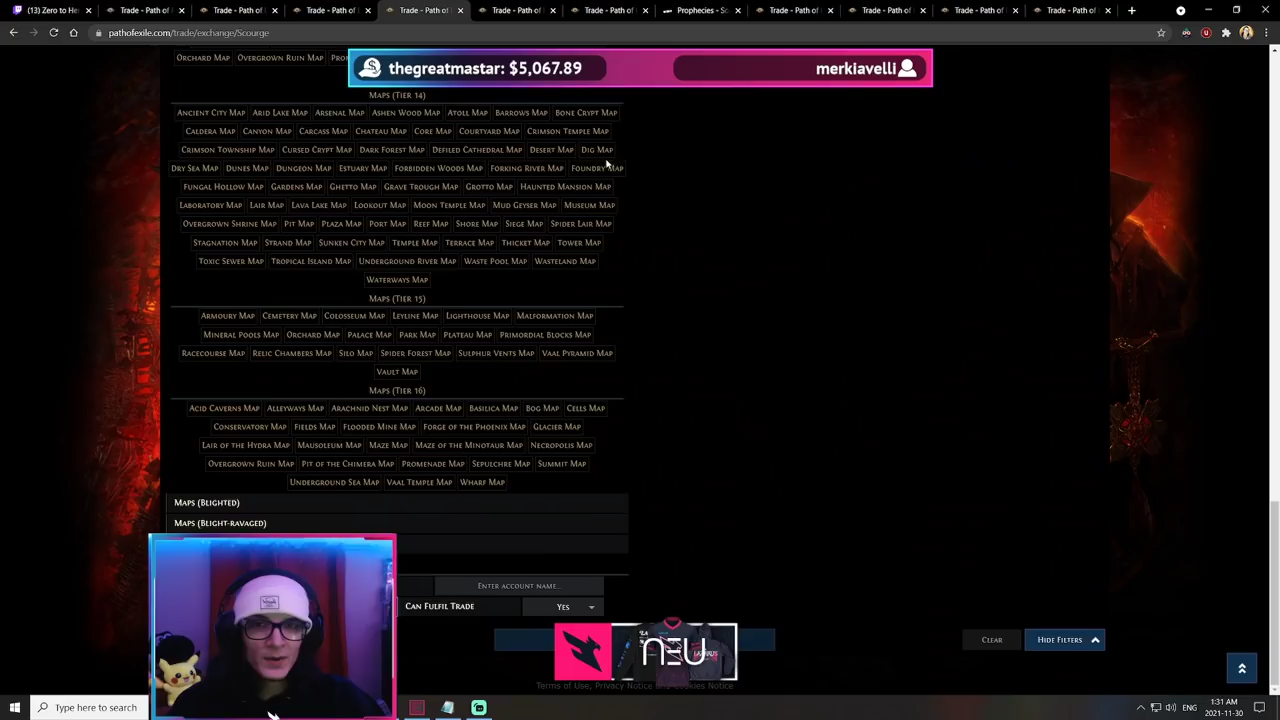 (13) Zero to He
Trade - Path of
Trade - Path of
Trade - Path of
Trade - Path of
Trade - Path of
Prophecies - So
Trade - Path of
Trade - Path of
Trade - Path of
pathofexile.com/trade/exchange/Scourge
Orchard Map Overgrown Ruin Map
thegreatmastar: $5,067.89
merkiavelli
Maps (Tier 14)
Ancient City Map Arid Lake Map Arsenal Map Ashen Wood Map Atoll Map Barrows Map Bone Crypt Map
Caldera Map Canyon Map Carcass Map Chateau Map Core Map Courtyard Map Crimson Temple Map
Crimson Township Map Cursed Crypt Map Dark Forest Map Defiled Cathedral Map Desert Map Dig Map
Dry Sea Map Dunes Map Dungeon Map Estuary Map Forbidden Woods Map Forking River Map Foundry Map
Fungal Hollow Map Gardens Map Ghetto Map Grave Trough Map Grotto Map Haunted Mansion Map
Laboratory Map Lair Map Lava Lake Map Lookout Map Moon Temple Map Mud Geyser Map Museum Map
Overgrown Shrine Map Pit Map Plaza Map Port Map Reef Map Shore Map Siege Map Spider Lair Map
Stagnation Map Strand Map Sunken City Map Temple Map Terrace Map Thicket Map Tower Map
Toxic Sewer Map Tropical Island Map Underground River Map Waste Pool Map Wasteland Map
Waterways Map
Maps (Tier 15)
Armoury Map Cemetery Map Colosseum Map Leyline Map Lighthouse Map Malformation Map
Mineral Pools Map Orchard Map Palace Map Park Map Plateau Map Primordial Blocks Map
Racecourse Map Relic Chambers Map Silo Map Spider Forest Map Sulphur Vents Map Vaal Pyramid Map
Vault Map
Maps (Tier 16)
Acid Caverns Map Alleyways Map Arachnid Nest Map Arcade Map Basilica Map Bog Map Cells Map
Conservatory Map Fields Map Flooded Mine Map Forge of the Phoenix Map Glacier Map
Lair of the Hydra Map Mausoleum Map Maze Map Maze of the Minotaur Map Necropolis Map
Overgrown Ruin Map Pit of the Chimera Map Promenade Map Sepulchre Map Summit Map
Underground Sea Map Vaal Temple Map Wharf Map
Maps (Blighted)
Maps (Blight-ravaged)
Enter account name...
Can Fulfil Trade Yes
NEU
Clear
Hide Filters
Terms of Use, Privacy Notice and Cookies Notice
Type here to search
ENG
1:31 AM
2021-11-30